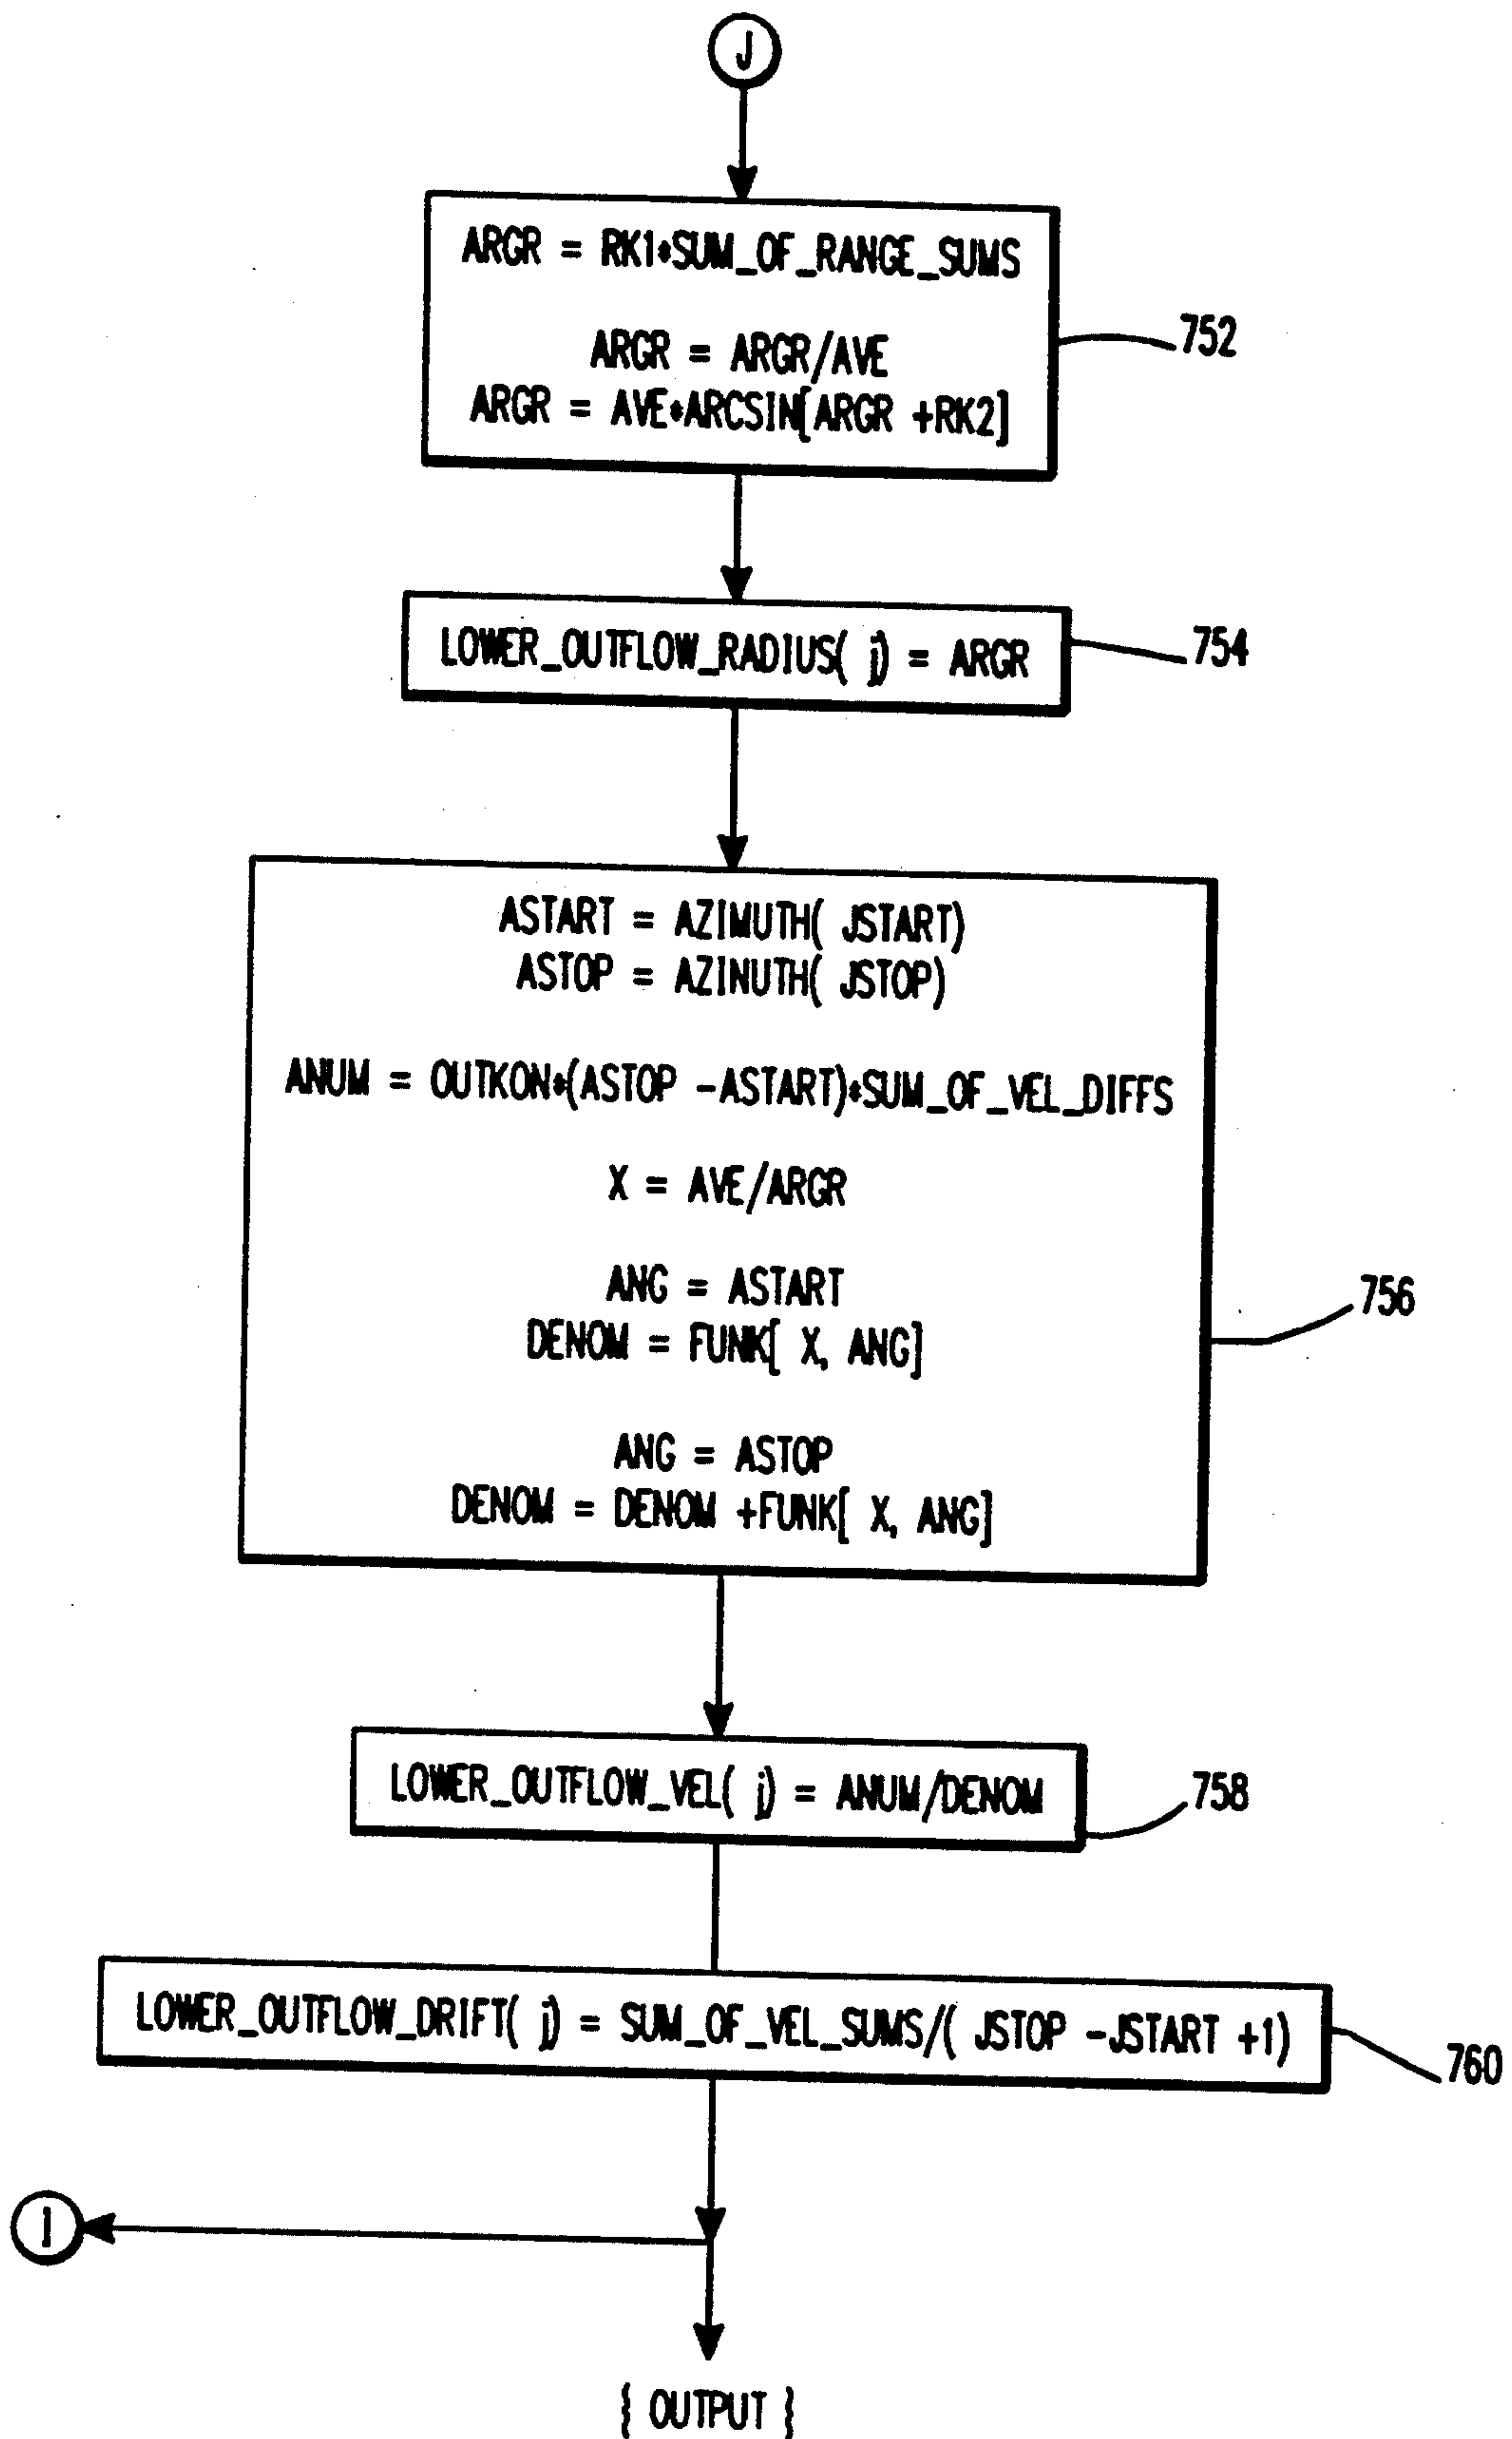 J
ARGR = RK1*SUM_OF_RANGE_SUMS
ARGR = ARGR/AVE
ARGR = AVE*ARCSIN[ARGR +RK2]
752
LOWER_OUTFLOW_RADIUS( j) = ARGR
754
ASTART = AZIMUTH( JSTART)
ASTOP = AZINUTH( JSTOP)
ANUM = OUTKON*(ASTOP -ASTART)*SUM_OF_VEL_DIFFS
X = AVE/ARGR
ANG = ASTART
DENOM = FUNK[ X, ANG]
ANG = ASTOP
DENOM = DENOM +FUNK[ X, ANG]
756
LOWER_OUTFLOW_VEL( j) = ANUM/DENOM
758
LOWER_OUTFLOW_DRIFT( j) = SUM_OF_VEL_SUMS/( JSTOP -JSTART +1)
760
I
{ OUTPUT }